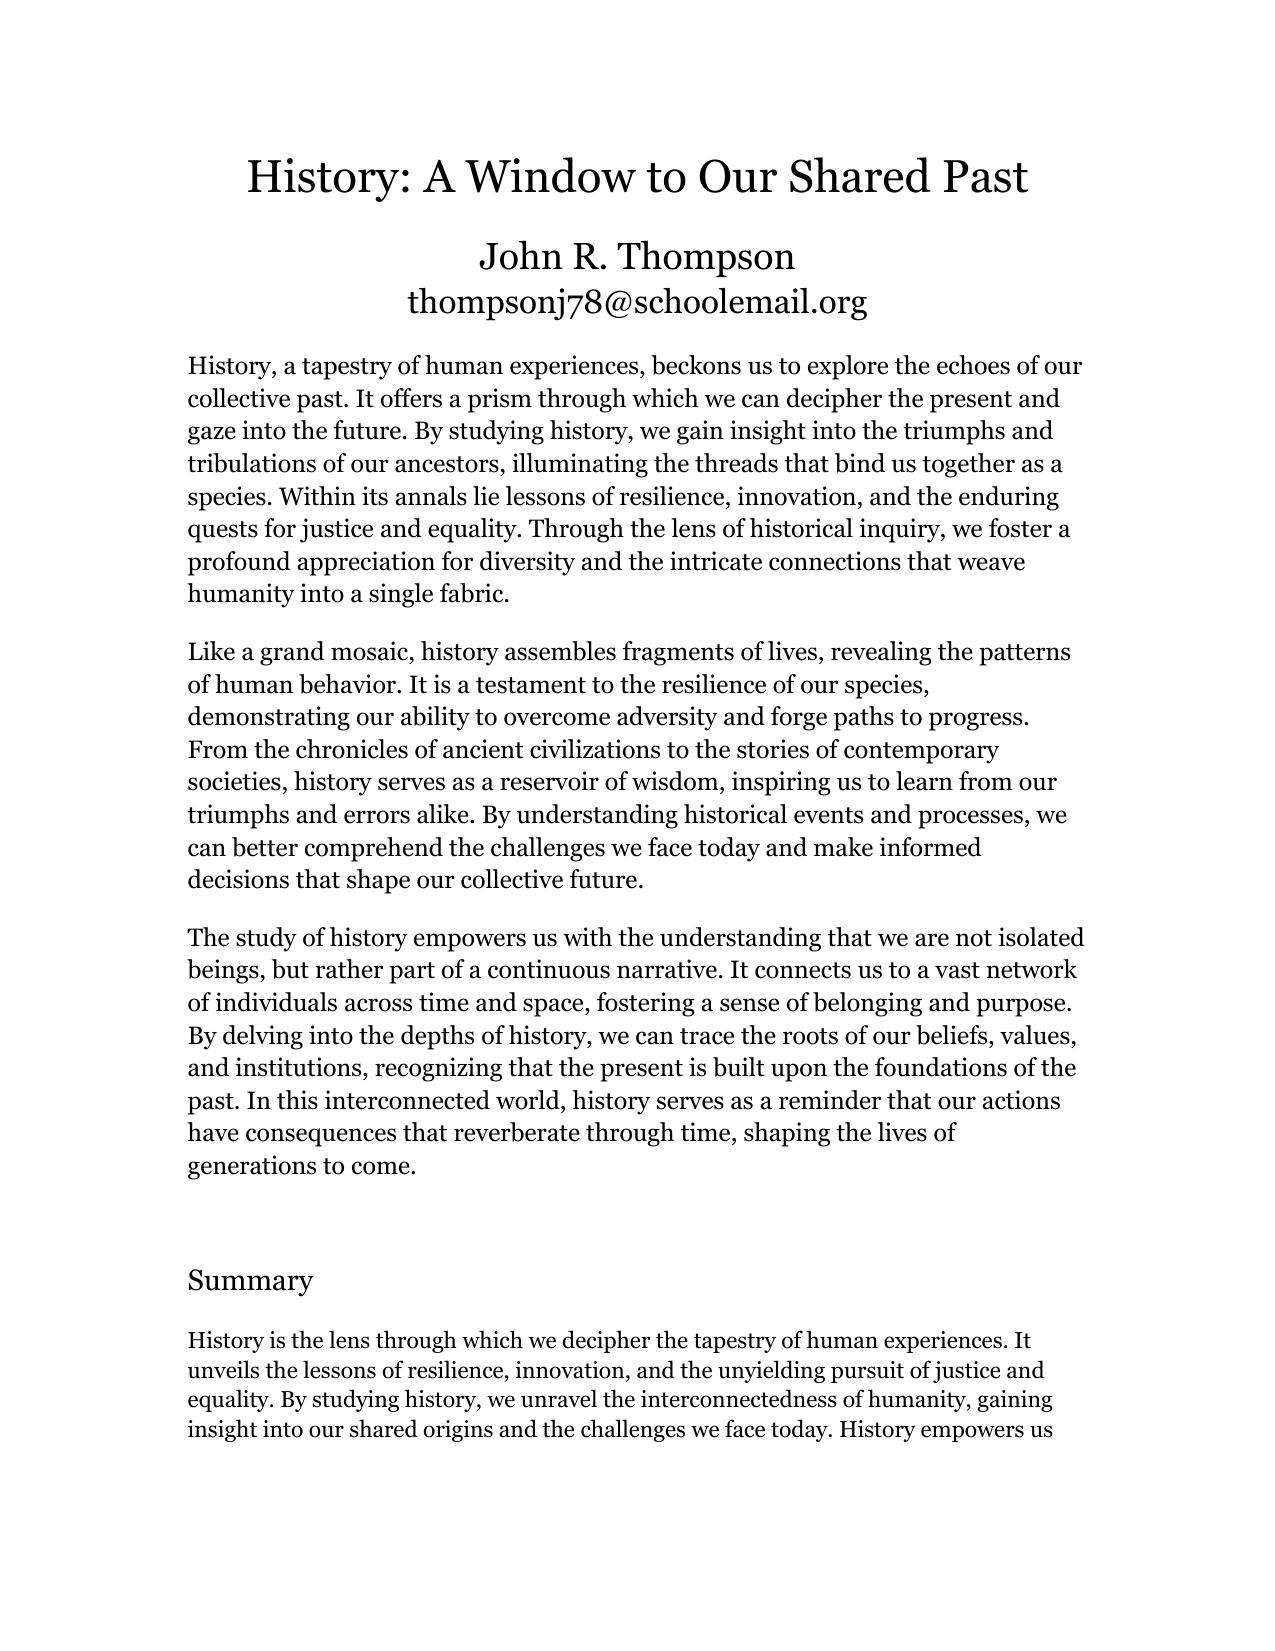 History: A Window to Our Shared Past
John R. Thompson
thompsonj78@schoolemail.org
History, a tapestry of human experiences, beckons us to explore the echoes of our
collective past. It offers a prism through which we can decipher the present and
gaze into the future. By studying history, we gain insight into the triumphs and
tribulations of our ancestors, illuminating the threads that bind us together as a
species. Within its annals lie lessons of resilience, innovation, and the enduring
quests for justice and equality. Through the lens of historical inquiry, we foster a
profound appreciation for diversity and the intricate connections that weave
humanity into a single fabric.
Like a grand mosaic, history assembles fragments of lives, revealing the patterns
of human behavior. It is a testament to the resilience of our species,
demonstrating our ability to overcome adversity and forge paths to progress.
From the chronicles of ancient civilizations to the stories of contemporary
societies, history serves as a reservoir of wisdom, inspiring us to learn from our
triumphs and errors alike. By understanding historical events and processes, we
can better comprehend the challenges we face today and make informed
decisions that shape our collective future.
The study of history empowers us with the understanding that we are not isolated
beings, but rather part of a continuous narrative. It connects us to a vast network
of individuals across time and space, fostering a sense of belonging and purpose.
By delving into the depths of history, we can trace the roots of our beliefs, values,
and institutions, recognizing that the present is built upon the foundations of the
past. In this interconnected world, history serves as a reminder that our actions
have consequences that reverberate through time, shaping the lives of
generations to come.
Summary
History is the lens through which we decipher the tapestry of human experiences. It
unveils the lessons of resilience, innovation, and the unyielding pursuit of justice and
equality. By studying history, we unravel the interconnectedness of humanity, gaining
insight into our shared origins and the challenges we face today. History empowers us